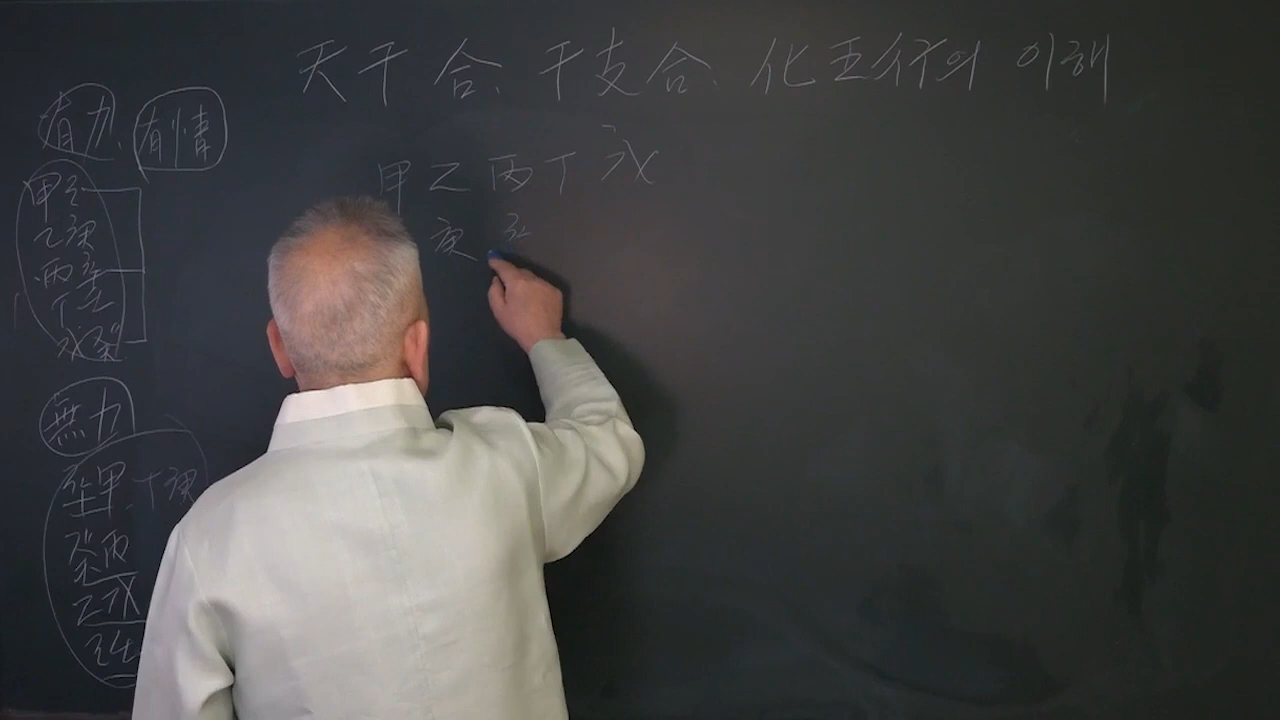 天干合、干支合、化五行의 이해
有力、有情
甲己
乙庚
丙辛
丁壬
戊癸
甲乙丙丁戊
庚
無力
辛甲、丁庚
癸丙
乙戊